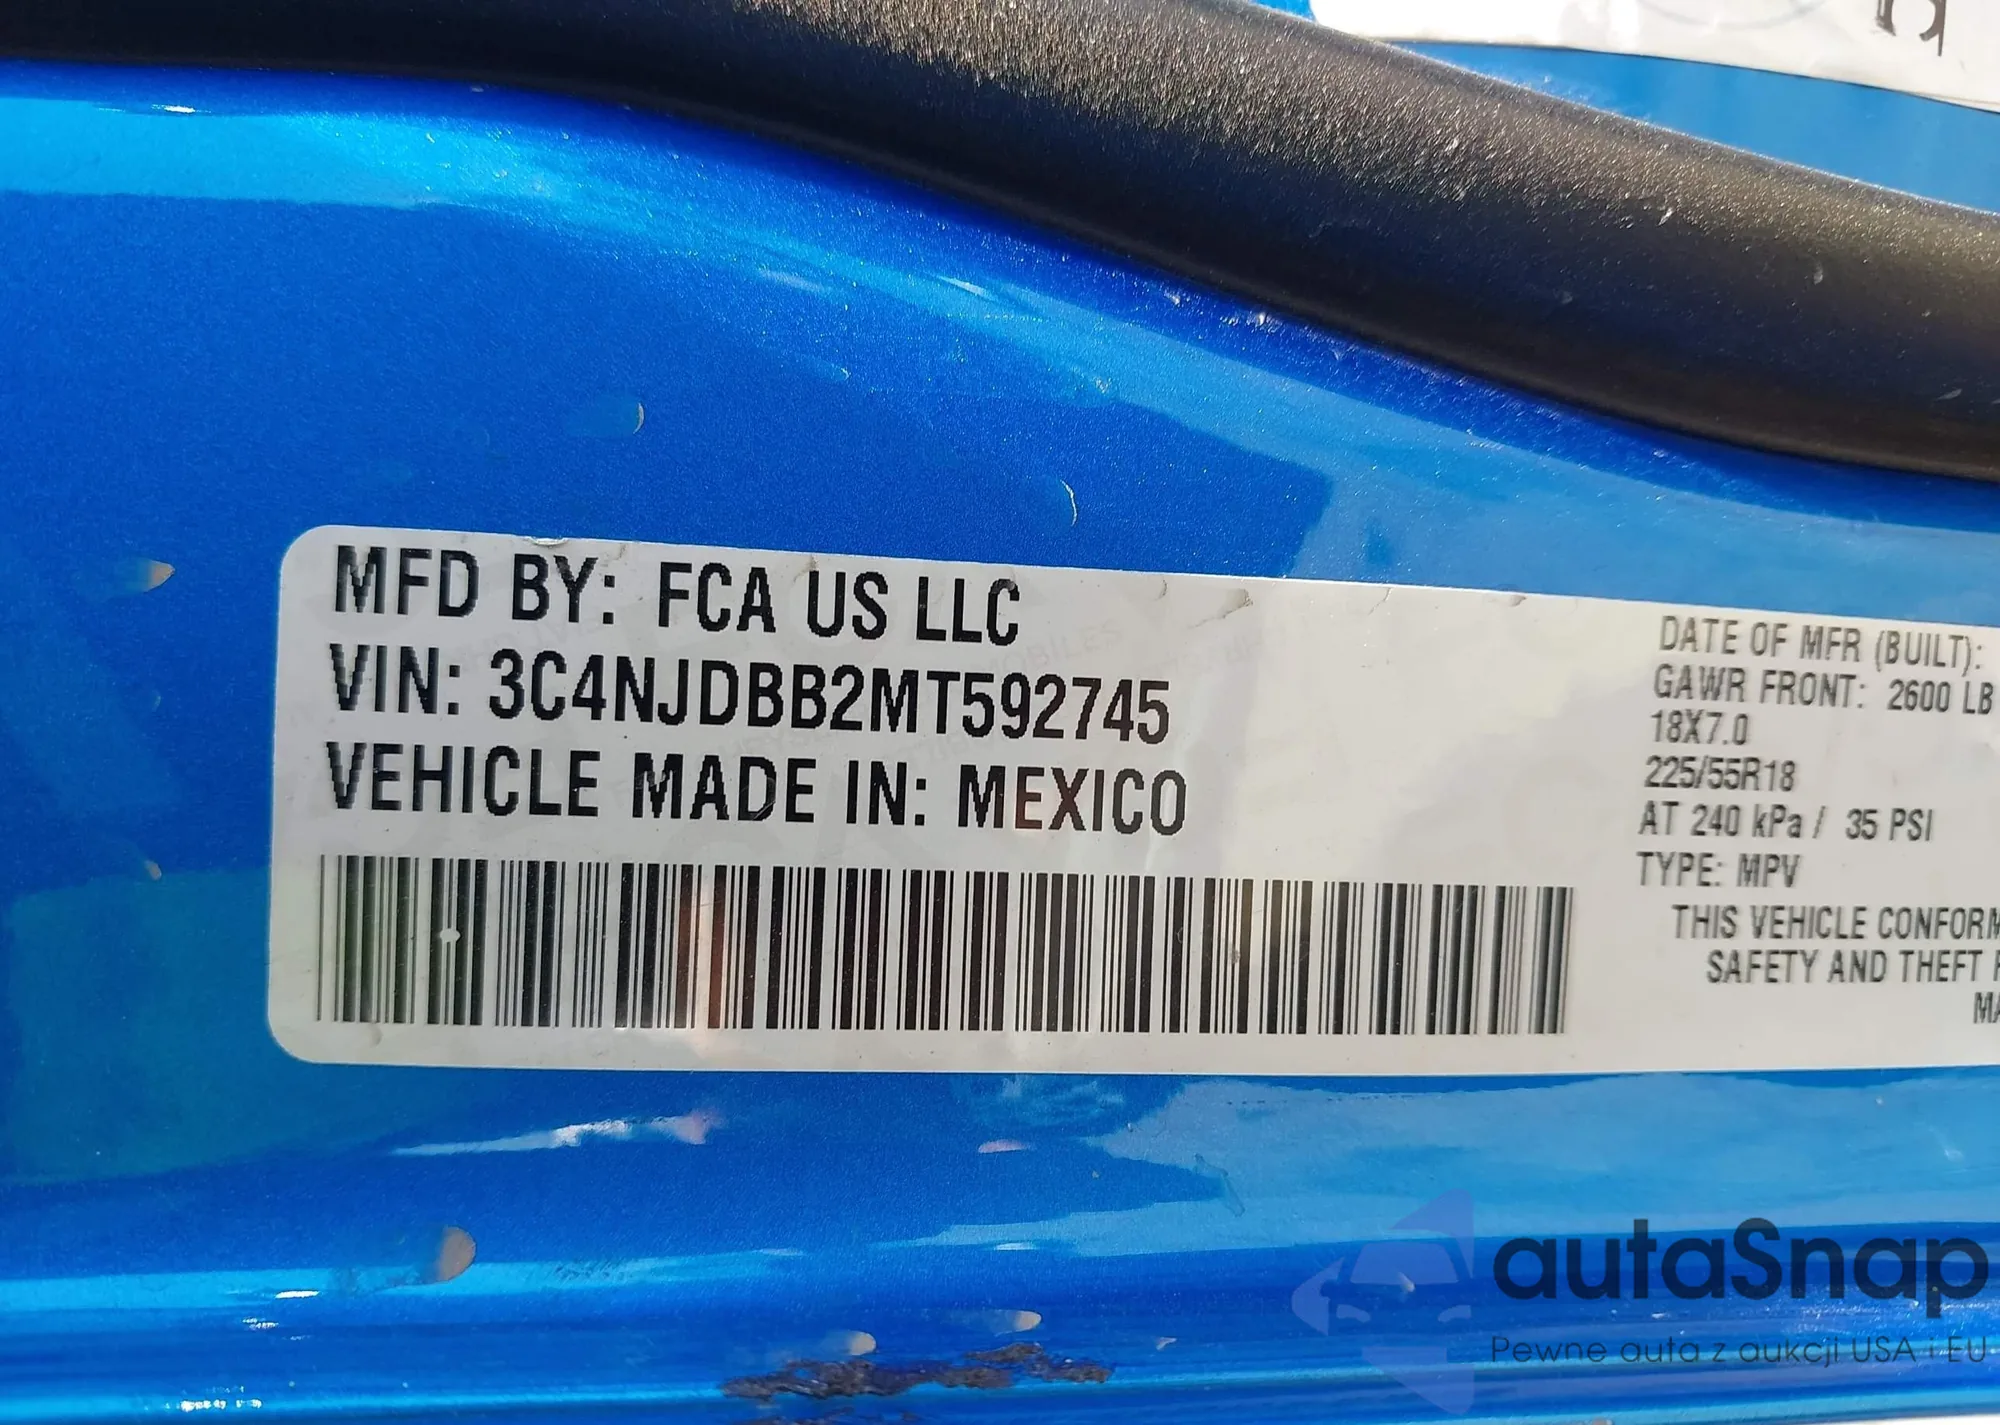 MFD BY: FCA US LLC
VIN: 3C4NJDBB2MT592745
VEHICLE MADE IN: MEXICO
DATE OF MFR (BUILT):
GAWR FRONT: 2600 LB
18X7.0
225/55R18
AT 240 kPa / 35 PSI
TYPE: MPV
THIS VEHICLE CONFORM
SAFETY AND THEFT
MA
autaSnap
Pewne auta z aukcji USA i EU